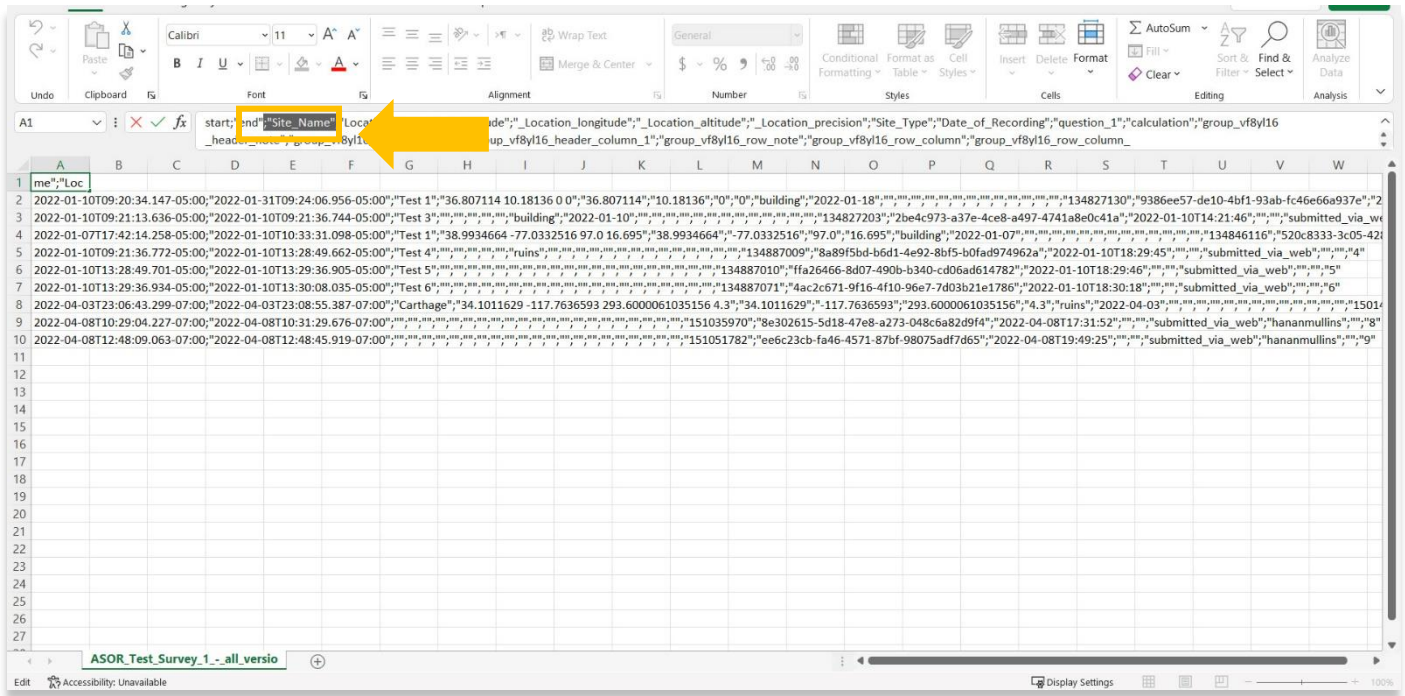 Calibri
11
A^ A˅
Wrap Text
General
AutoSum
Paste
B I U
A
Merge & Center
$ % 9
Conditional Formatting
Format as Table
Cell Styles
Insert
Delete
Format
Fill
Clear
Sort & Filter
Find & Select
Analyze Data
Undo
Clipboard
Font
Alignment
Number
Styles
Cells
Editing
Analysis
A1
fx
start;"end";"Site_Name" "Locat ude";"_Location_longitude";"_Location_altitude";"_Location_precision";"Site_Type";"Date_of_Recording";"question_1";"calculation";"group_vf8yl16
up_vf8yl16_header_column_1";"group_vf8yl16_row_note";"group_vf8yl16_row_column";"group_vf8yl16_row_column_
A B C D E F G H I J K L M N O P Q R S T U V W
1 me";"Loc
2 2022-01-10T09:20:34.147-05:00;"2022-01-31T09:24:06.956-05:00";"Test 1";"36.807114 10.18136 0 0";"36.807114";"10.18136";"0";"0";"building";"2022-01-18";"";"";"";"";"";"";"";"";"";"";"";"";"";"134827130";"9386ee57-de10-4bf1-93ab-fc46e66a937e";"2
3 2022-01-10T09:21:13.636-05:00;"2022-01-10T09:21:36.744-05:00";"Test 3";"";"";"";"";"";"building";"2022-01-10";"";"";"";"";"";"";"";"";"";"";"";"";"";"134827203";"2be4c973-a37e-4ce8-a497-4741a8e0c41a";"2022-01-10T14:21:46";"";"";"submitted_via_we
4 2022-01-07T17:42:14.258-05:00;"2022-01-10T10:33:31.098-05:00";"Test 1";"38.9934664 -77.0332516 97.0 16.695";"38.9934664";"-77.0332516";"97.0";"16.695";"building";"2022-01-07";"";"";"";"";"";"";"";"";"";"";"";"";"";"134846116";"520c8333-3c05-428
5 2022-01-10T09:21:36.772-05:00;"2022-01-10T13:28:49.662-05:00";"Test 4";"";"";"";"";"";"ruins";"";"";"";"";"";"";"";"";"";"";"";"";"";"";"134887009";"8a89f5bd-b6d1-4e92-8bf5-b0fad974962a";"2022-01-10T18:29:45";"";"";"submitted_via_web";"";"";"4"
6 2022-01-10T13:28:49.701-05:00;"2022-01-10T13:29:36.905-05:00";"Test 5";"";"";"";"";"";"";"";"";"";"";"";"";"";"";"";"";"";"";"";"";"134887010";"ffa26466-8d07-490b-b340-cd06ad614782";"2022-01-10T18:29:46";"";"";"submitted_via_web";"";"";"5"
7 2022-01-10T13:29:36.934-05:00;"2022-01-10T13:30:08.035-05:00";"Test 6";"";"";"";"";"";"";"";"";"";"";"";"";"";"";"";"";"";"";"";"";"134887071";"4ac2c671-9f16-4f10-96e7-7d03b21e1786";"2022-01-10T18:30:18";"";"";"submitted_via_web";"";"";"6"
8 2022-04-03T23:06:43.299-07:00;"2022-04-03T23:08:55.387-07:00";"Carthage";"34.1011629 -117.7636593 293.6000061035156 4.3";"34.1011629";"-117.7636593";"293.6000061035156";"4.3";"ruins";"2022-04-03";"";"";"";"";"";"";"";"";"";"";"";"";"";"15014
9 2022-04-08T10:29:04.227-07:00;"2022-04-08T10:31:29.676-07:00";"";"";"";"";"";"";"";"";"";"";"";"";"";"";"";"";"";"";"";"";"";"151035970";"8e302615-5d18-47e8-a273-048c6a82d9f4";"2022-04-08T17:31:52";"";"";"submitted_via_web";"hananmullins";"";"8"
10 2022-04-08T12:48:09.063-07:00;"2022-04-08T12:48:45.919-07:00";"";"";"";"";"";"";"";"";"";"";"";"";"";"";"";"";"";"";"";"";"";"151051782";"ee6c23cb-fa46-4571-87bf-98075adf7d65";"2022-04-08T19:49:25";"";"";"submitted_via_web";"hananmullins";"";"9"
11
12
13
14
15
16
17
18
19
20
21
22
23
24
25
26
27
ASOR_Test_Survey_1_-_all_versio
Edit
Accessibility: Unavailable
Display Settings
100%